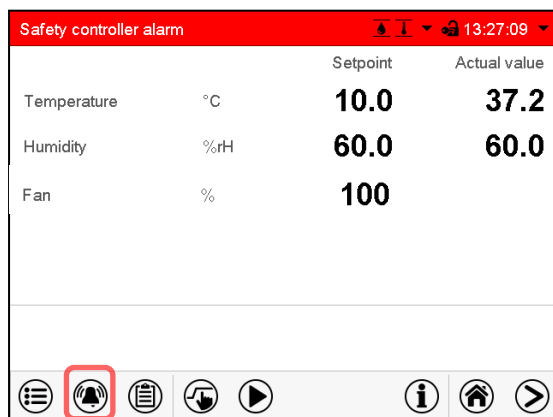 Safety controller alarm 13:27:09
Setpoint Actual value
Temperature °C 10.0 37.2
Humidity %rH 60.0 60.0
Fan % 100